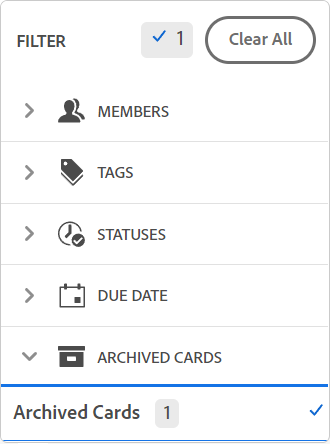 FILTER 1 Clear All
MEMBERS
TAGS
STATUSES
DUE DATE
ARCHIVED CARDS
Archived Cards 1